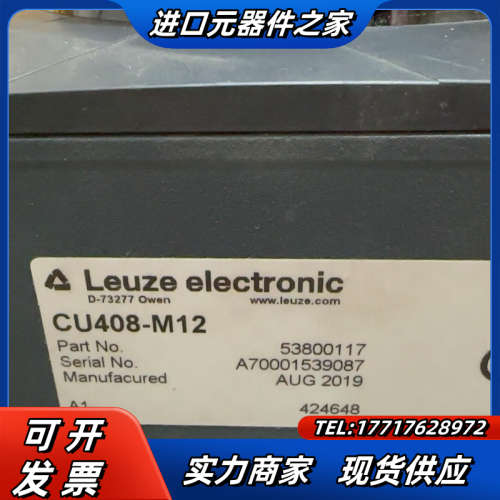 进口元器件之家
Leuze electronic
D-73277 Owen www.leuze.com
CU408-M12
Part No. 53800117
Serial No. A70001539087
Manufacured AUG 2019
A1 424648
TEL:17717628972
可开
发票
实力商家 现货供应